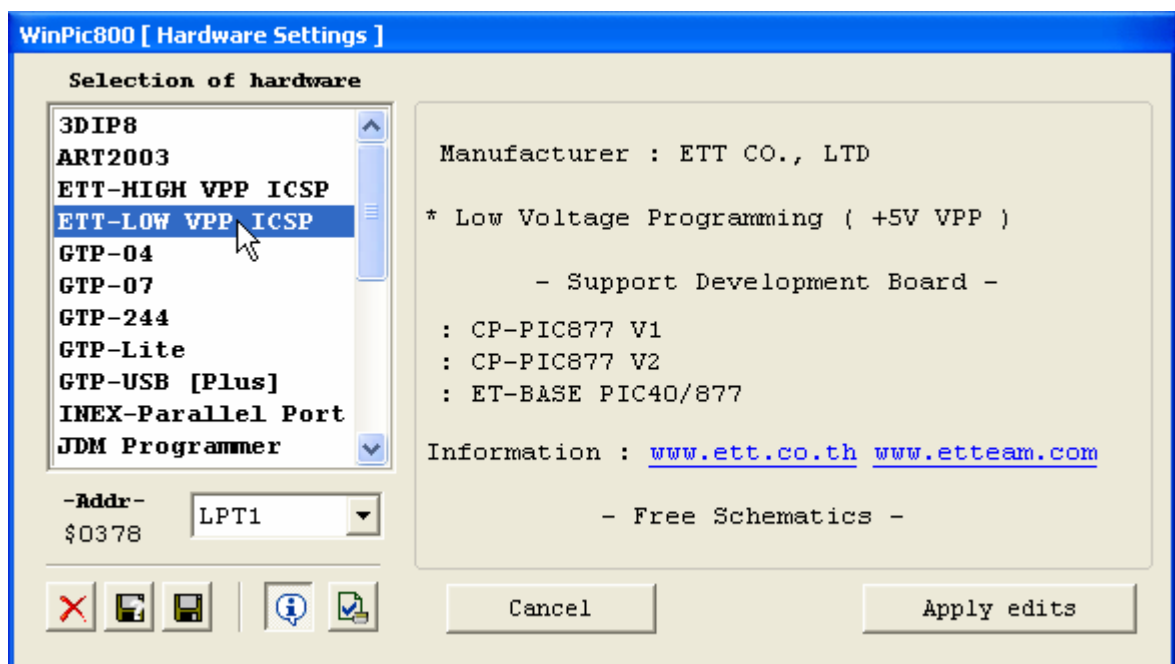 WinPic800 [ Hardware Settings ]
Selection of hardware
3DIP8
ART2003
ETT-HIGH VPP ICSP
ETT-LOW VPP ICSP
GTP-04
GTP-07
GTP-244
GTP-Lite
GTP-USB [Plus]
INEX-Parallel Port
JDM Programmer
-Addr-
$0378
LPT1
Manufacturer : ETT CO., LTD
* Low Voltage Programming ( +5V VPP )
- Support Development Board -
: CP-PIC877 V1
: CP-PIC877 V2
: ET-BASE PIC40/877
Information : www.ett.co.th www.etteam.com
- Free Schematics -
Cancel
Apply edits